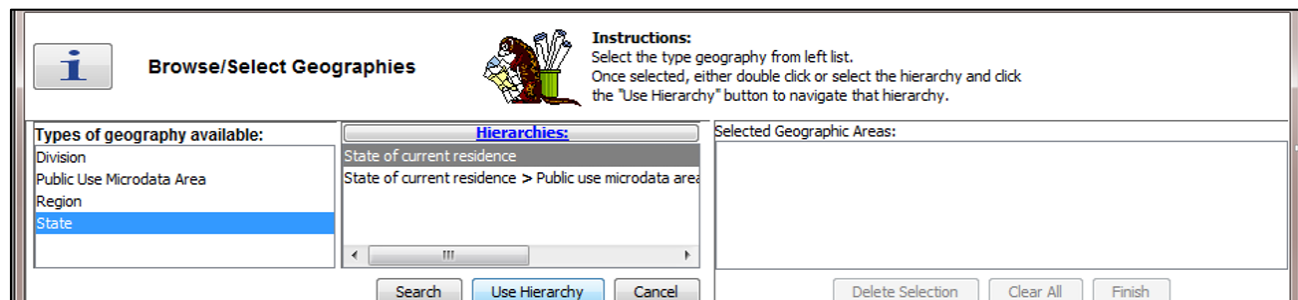 Browse/Select Geographies
Instructions:
Select the type geography from left list.
Once selected, either double click or select the hierarchy and click
the "Use Hierarchy" button to navigate that hierarchy.
Types of geography available:
Division
Public Use Microdata Area
Region
State
Hierarchies:
State of current residence
State of current residence > Public use microdata area
Selected Geographic Areas:
Search
Use Hierarchy
Cancel
Delete Selection
Clear All
Finish